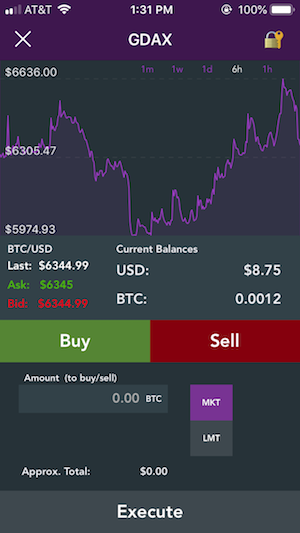 AT&T 1:31 PM 100%
GDAX
$6636.00 1m 1w 1d 6h 1h
$6305.47
$5974.93
BTC/USD Current Balances
Last: $6344.99
Ask: $6345
Bid: $6344.99
USD: $8.75
BTC: 0.0012
Buy Sell
Amount (to buy/sell)
0.00 BTC
MKT
LMT
Approx. Total: $0.00
Execute